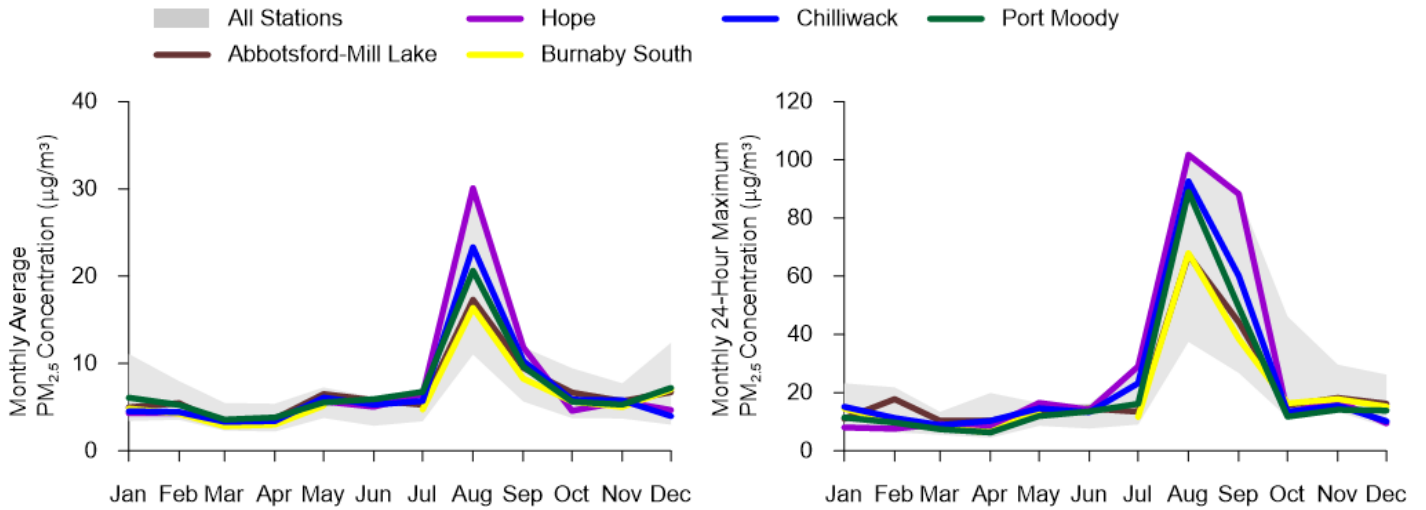 All Stations Hope Chilliwack Port Moody
Abbotsford-Mill Lake Burnaby South
Monthly Average
PM2.5 Concentration (µg/m³)
40
30
20
10
0
Jan Feb Mar Apr May Jun Jul Aug Sep Oct Nov Dec
Monthly 24-Hour Maximum
PM2.5 Concentration (µg/m³)
120
100
80
60
40
20
0
Jan Feb Mar Apr May Jun Jul Aug Sep Oct Nov Dec